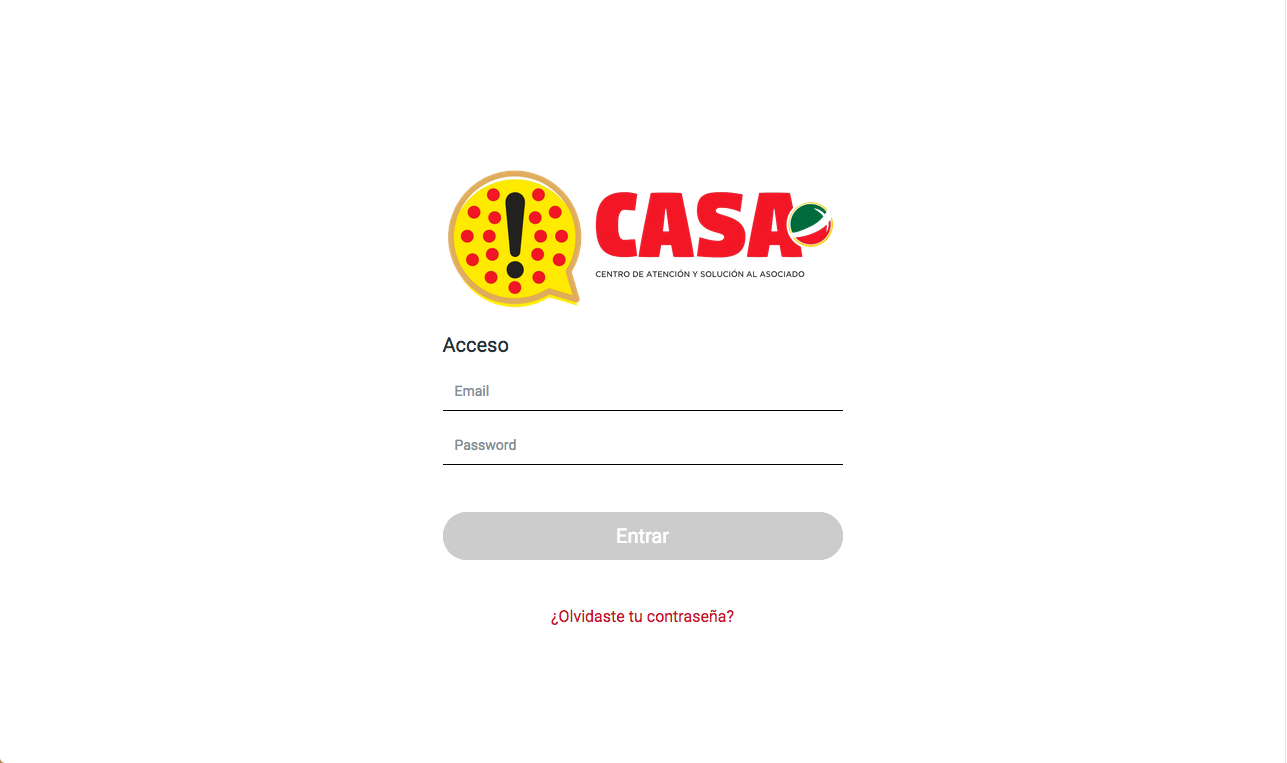 CASA
CENTRO DE ATENCIÓN Y SOLUCIÓN AL ASOCIADO
Acceso
Email
Password
Entrar
¿Olvidaste tu contraseña?